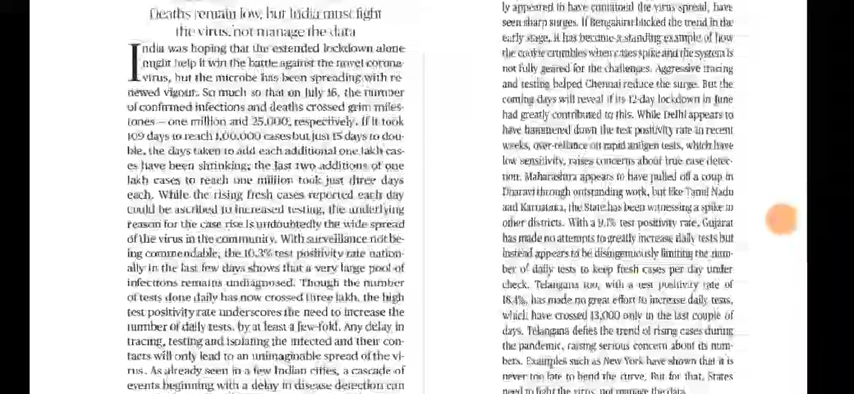 Deaths remain low, but India must fight
the virus, not manage the data
India was hoping that the extended lockdown alone
might help it win the battle against the novel corona-
virus, but the microbe has been spreading with re-
newed vigour. So much so that on July 16, the number
of confirmed infections and deaths crossed grim miles-
tones — one million and 25,000, respectively. If it took
109 days to reach 1,00,000 cases but just 15 days to dou-
ble, the days taken to add each additional one lakh cas-
es have been shrinking; the last two additions of one
lakh cases to reach one million took just three days
each. While the rising fresh cases reported each day
could be ascribed to increased testing, the underlying
reason for the case rise is undoubtedly the wide spread
of the virus in the community. With surveillance not be-
ing commendable, the 10.3% test positivity rate nation-
ally in the last few days shows that a very large pool of
infections remains undiagnosed. Though the number
of tests done daily has now crossed three lakh, the high
test positivity rate underscores the need to increase the
number of daily tests, by at least a few-fold. Any delay in
tracing, testing and isolating the infected and their con-
tacts will only lead to an unimaginable spread of the vi-
rus. As already seen in a few Indian cities, a cascade of
events beginning with a delay in disease detection can
ly appeared to have contained the virus spread, have
seen sharp surges. If Bengaluru bucked the trend in the
early stage, it has become a standing example of how
the cookie crumbles when cases spike and the system is
not fully geared for the challenges. Aggressive tracing
and testing helped Chennai reduce the surge. But the
coming days will reveal if its 12-day lockdown in June
had greatly contributed to this. While Delhi appears to
have hammered down the test positivity rate in recent
weeks, over-reliance on rapid antigen tests, which have
low sensitivity, raises concerns about true case detec-
tion. Maharashtra appears to have pulled off a coup in
Dharavi through outstanding work, but like Tamil Nadu
and Karnataka, the State has been witnessing a spike in
other districts. With a 9.1% test positivity rate, Gujarat
has made no attempts to greatly increase daily tests but
instead appears to be disingenuously limiting the num-
ber of daily tests to keep fresh cases per day under
check. Telangana too, with a test positivity rate of
18.4%, has made no great effort to increase daily tests,
which have crossed 13,000 only in the last couple of
days. Telangana defies the trend of rising cases during
the pandemic, raising serious concern about its num-
bers. Examples such as New York have shown that it is
never too late to bend the curve. But for that, States
need to fight the virus, not manage the data.